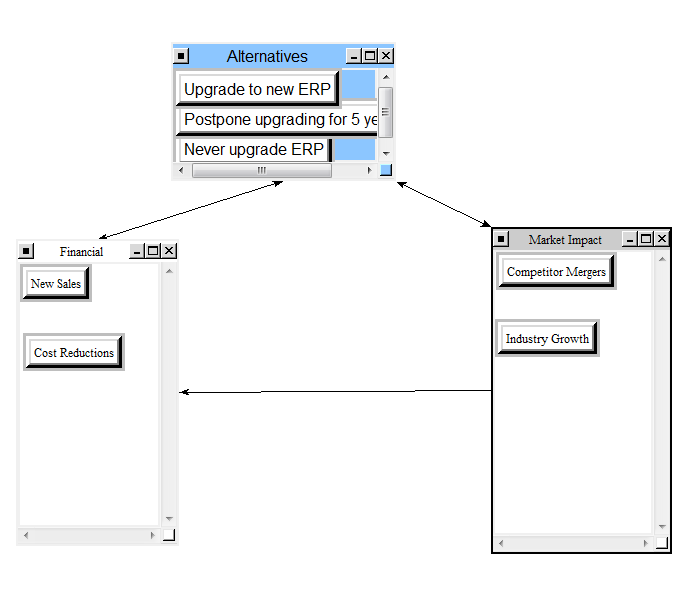 Alternatives
Upgrade to new ERP
Postpone upgrading for 5 ye
Never upgrade ERP
Financial
New Sales
Cost Reductions
Market Impact
Competitor Mergers
Industry Growth